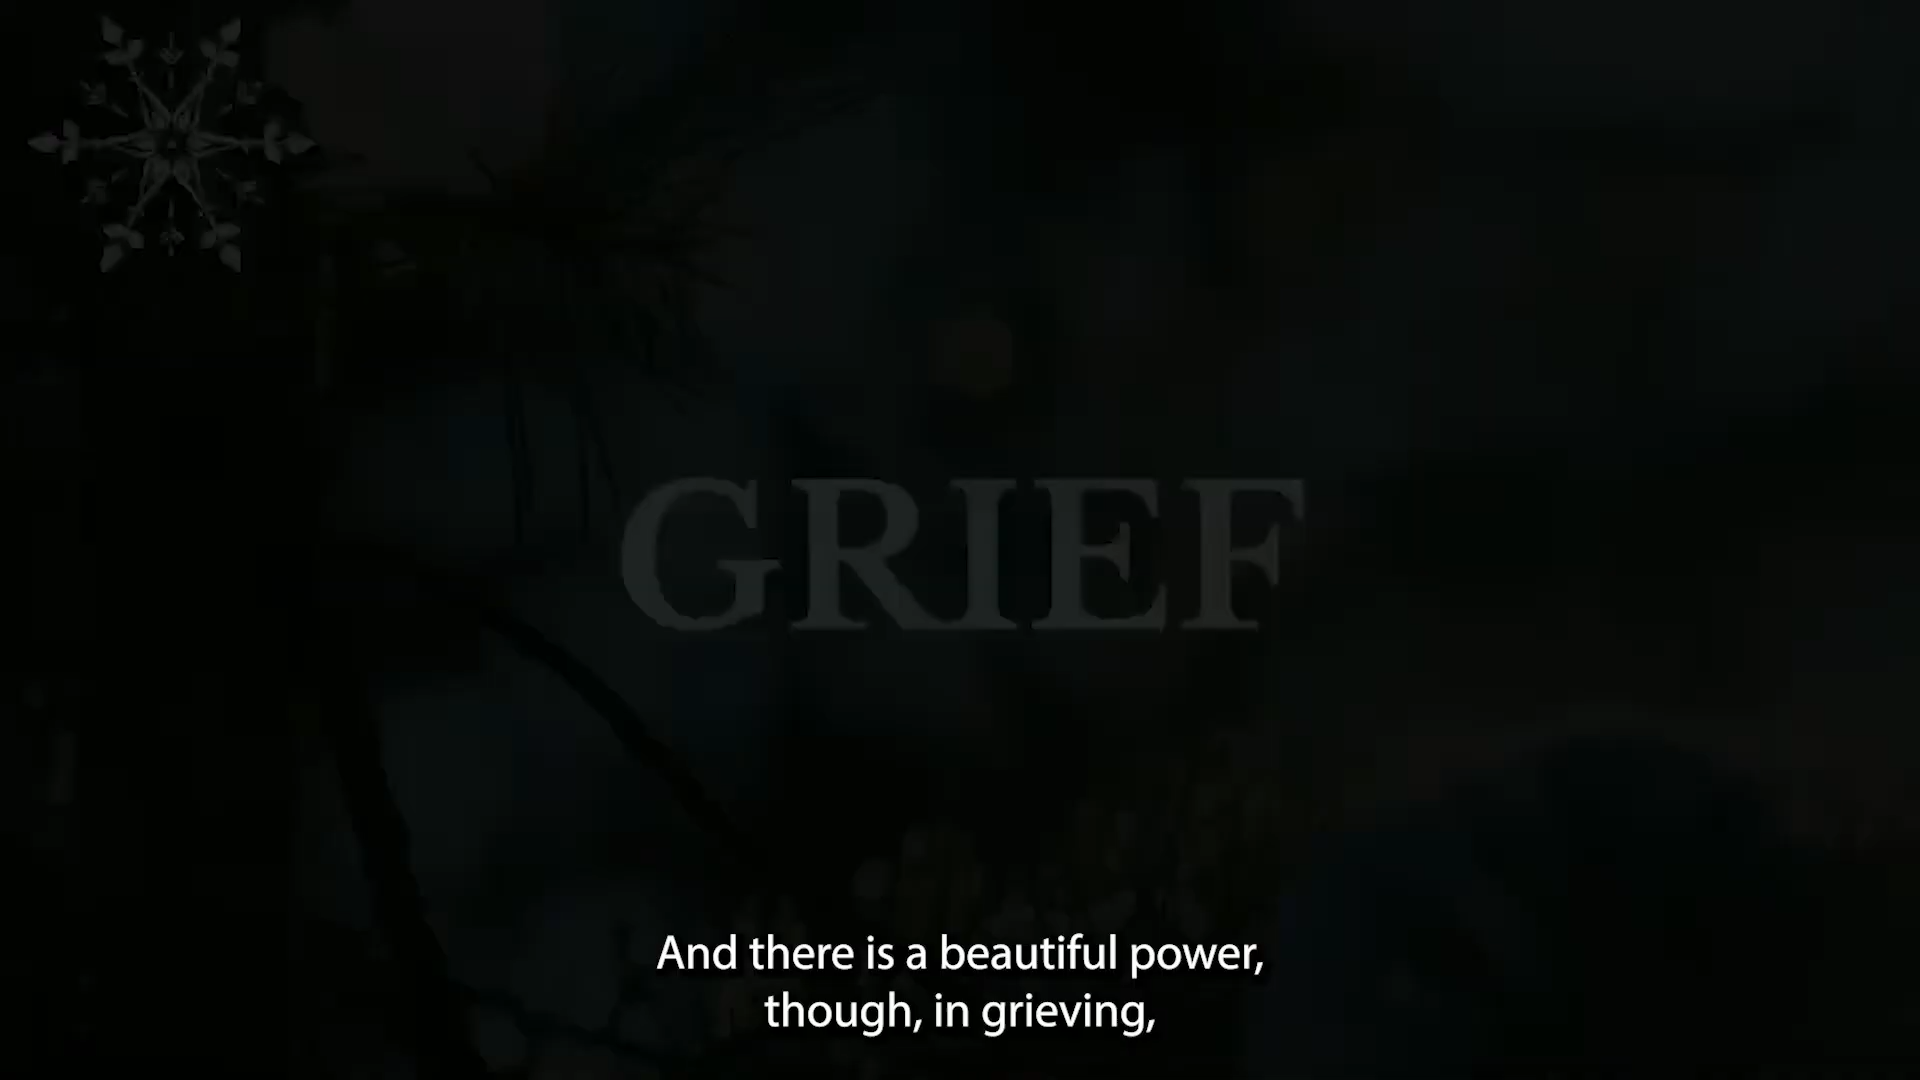 GRIEF
And there is a beautiful power,
though, in grieving,